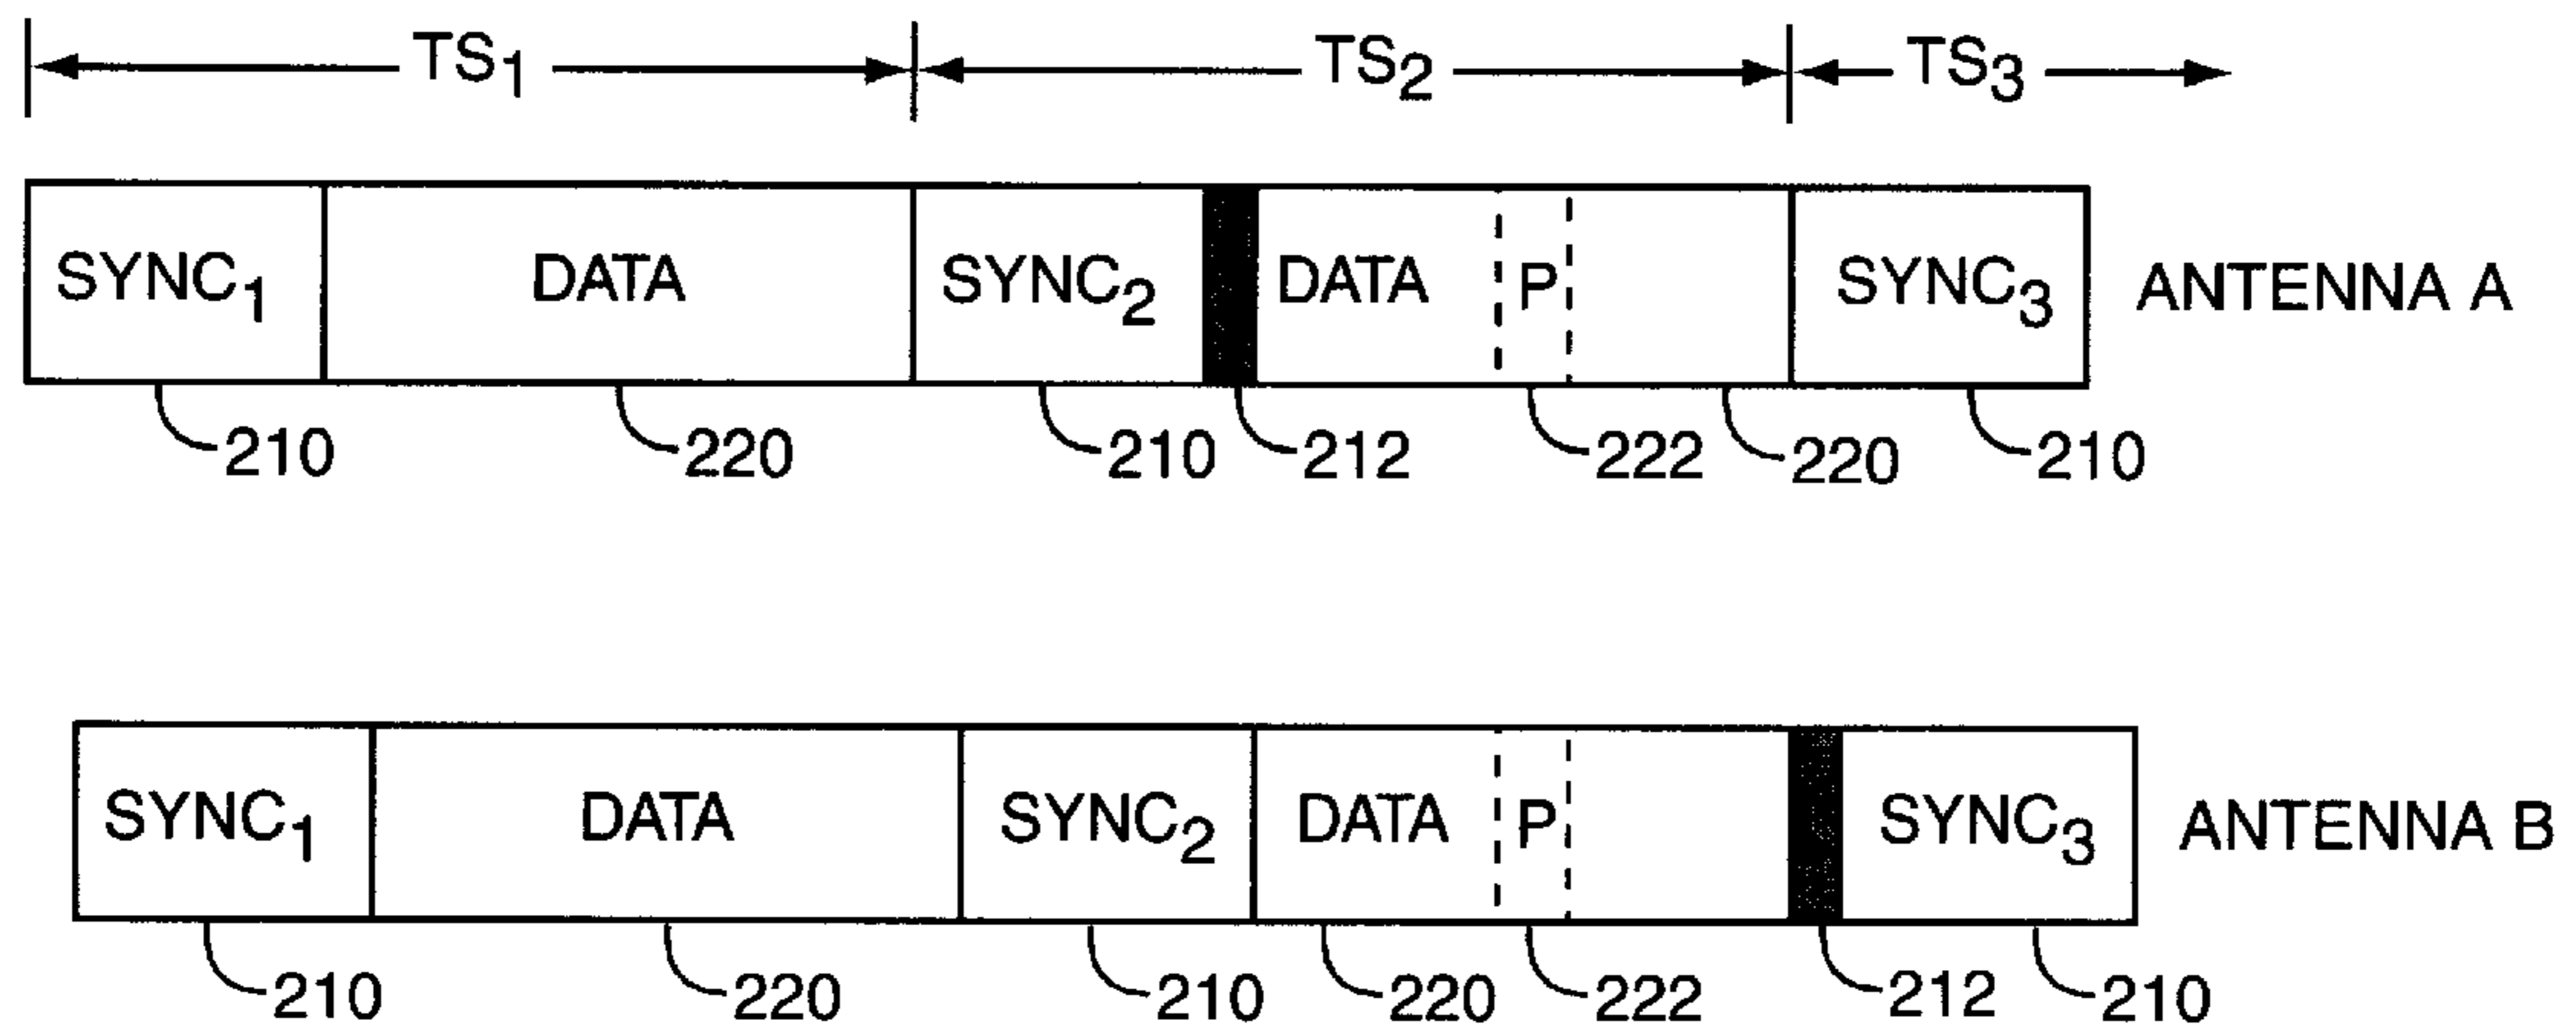 TS1 TS2 TS3
SYNC1 DATA SYNC2 DATA P SYNC3 ANTENNA A
210 220 210 212 222 220 210
SYNC1 DATA SYNC2 DATA P SYNC3 ANTENNA B
210 220 210 220 222 212 210